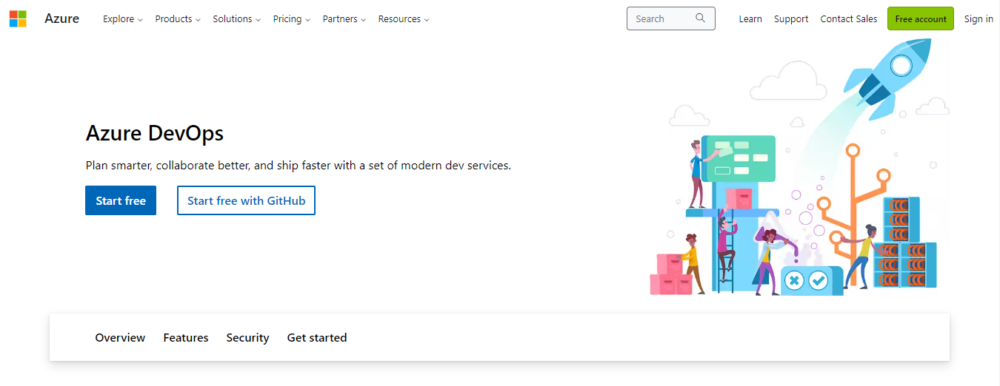 Azure Explore Products Solutions Pricing Partners Resources Search Learn Support Contact Sales Free account Sign in
Azure DevOps
Plan smarter, collaborate better, and ship faster with a set of modern dev services.
Start free Start free with GitHub
Overview Features Security Get started